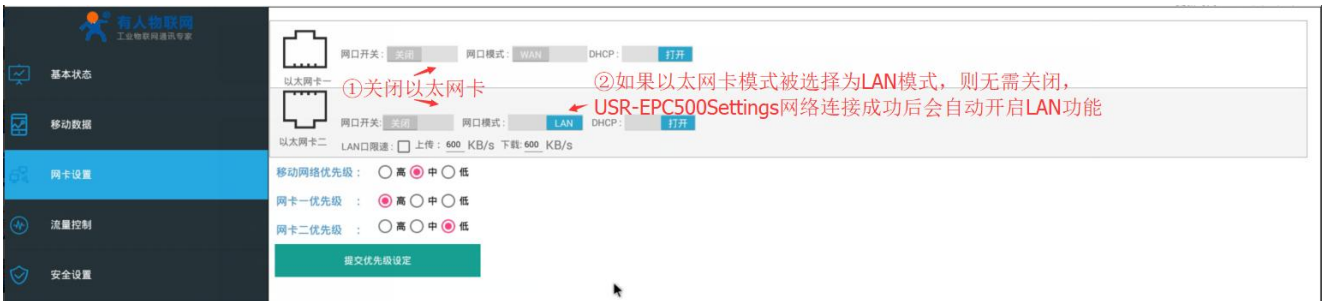 有人物联网
工业物联网通讯专家
基本状态
移动数据
网卡设置
流量控制
安全设置
网口开关: 关闭 网口模式: WAN DHCP: 打开
以太网卡一
①关闭以太网卡
②如果以太网卡模式被选择为LAN模式，则无需关闭，
USR-EPC500Settings网络连接成功后会自动开启LAN功能
网口开关: 关闭 网口模式: LAN DHCP: 打开
以太网卡二
LAN口限速: 上传: 600 KB/s 下载: 600 KB/s
移动网络优先级: 高 中 低
网卡一优先级 : 高 中 低
网卡二优先级 : 高 中 低
提交优先级设定